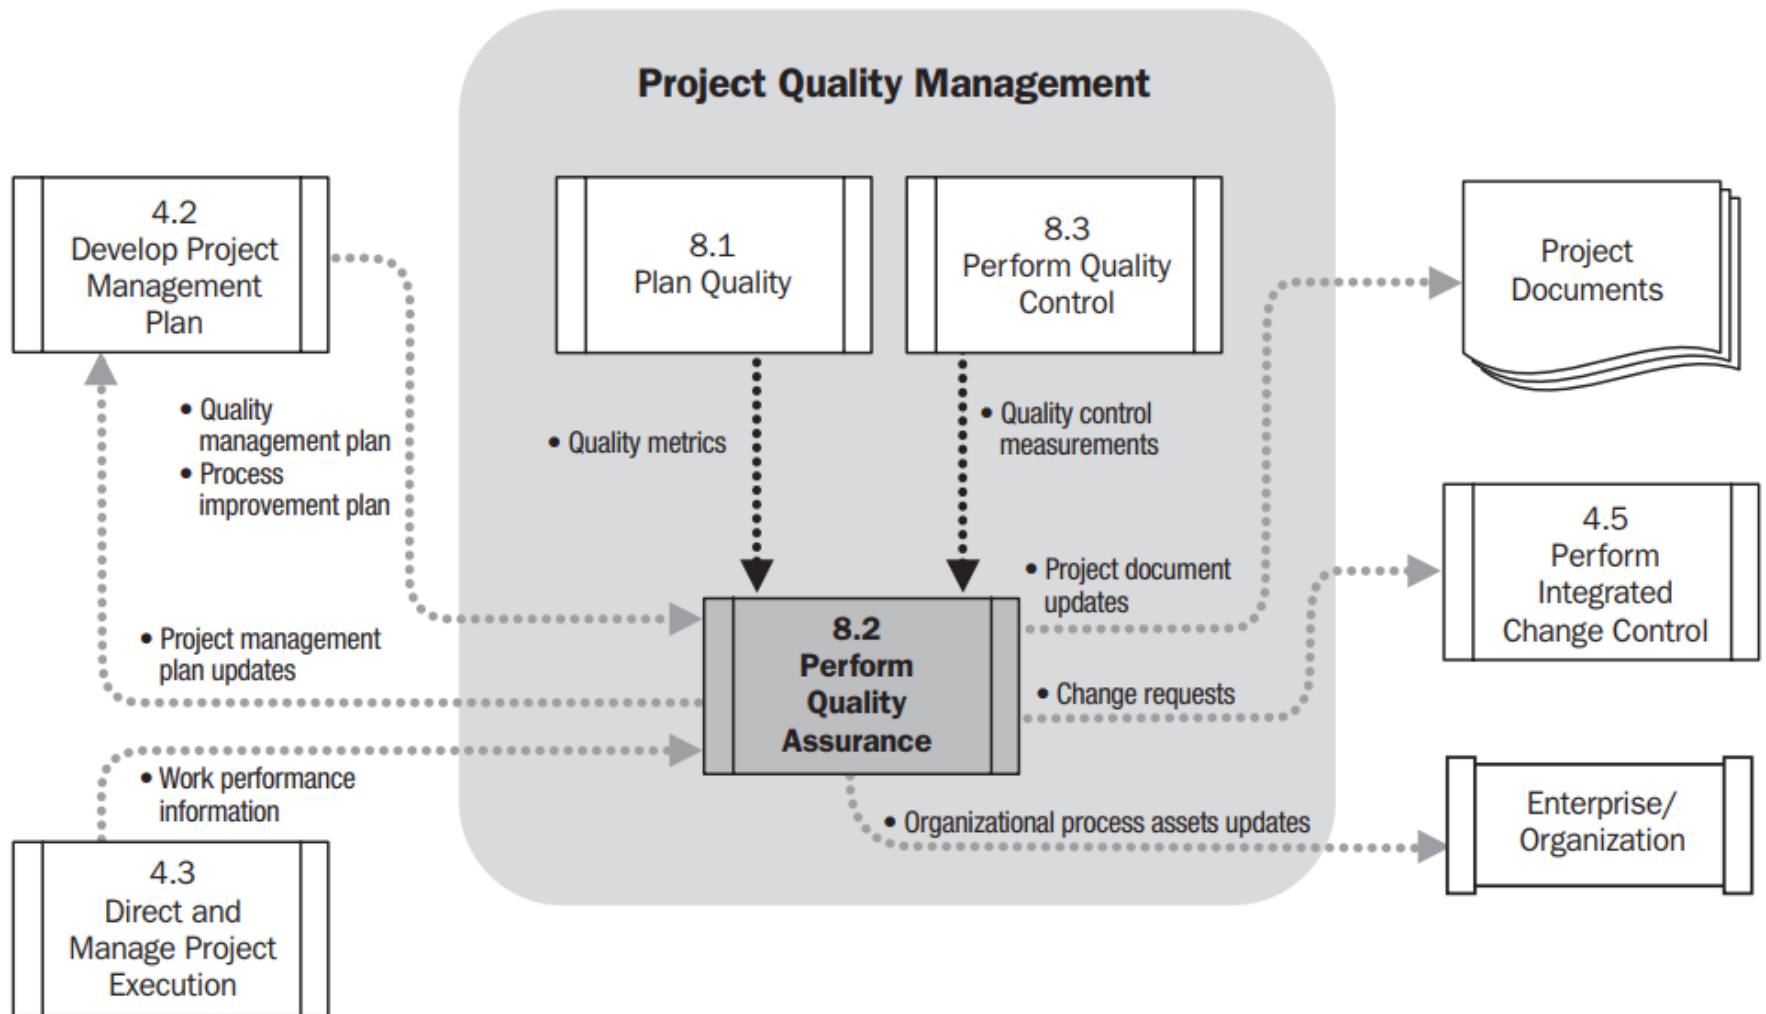 Project Quality Management
4.2
Develop Project
Management
Plan
8.1
Plan Quality
8.3
Perform Quality
Control
Project
Documents
• Quality
management plan
• Process
improvement plan
• Quality metrics
• Quality control
measurements
4.5
Perform
Integrated
Change Control
• Project document
updates
• Project management
plan updates
8.2
Perform
Quality
Assurance
• Change requests
• Work performance
information
• Organizational process assets updates
Enterprise/
Organization
4.3
Direct and
Manage Project
Execution